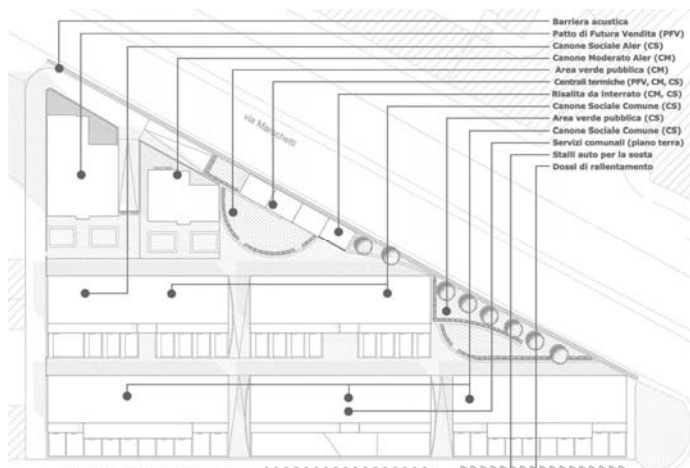 Barriera acustica
Patto di Futura Vendita (PFV)
Canone Sociale Aler (CS)
Canone Moderato Aler (CM)
Area verde pubblica (CM)
Centrali termiche (PFV, CM, CS)
Risalita da interrato (CM, CS)
Canone Sociale Comune (CS)
Area verde pubblica (CS)
Canone Sociale Comune (CS)
Servizi comunali (piano terra)
Stalli auto per la sosta
Dossi di rallentamento
via Marochetti